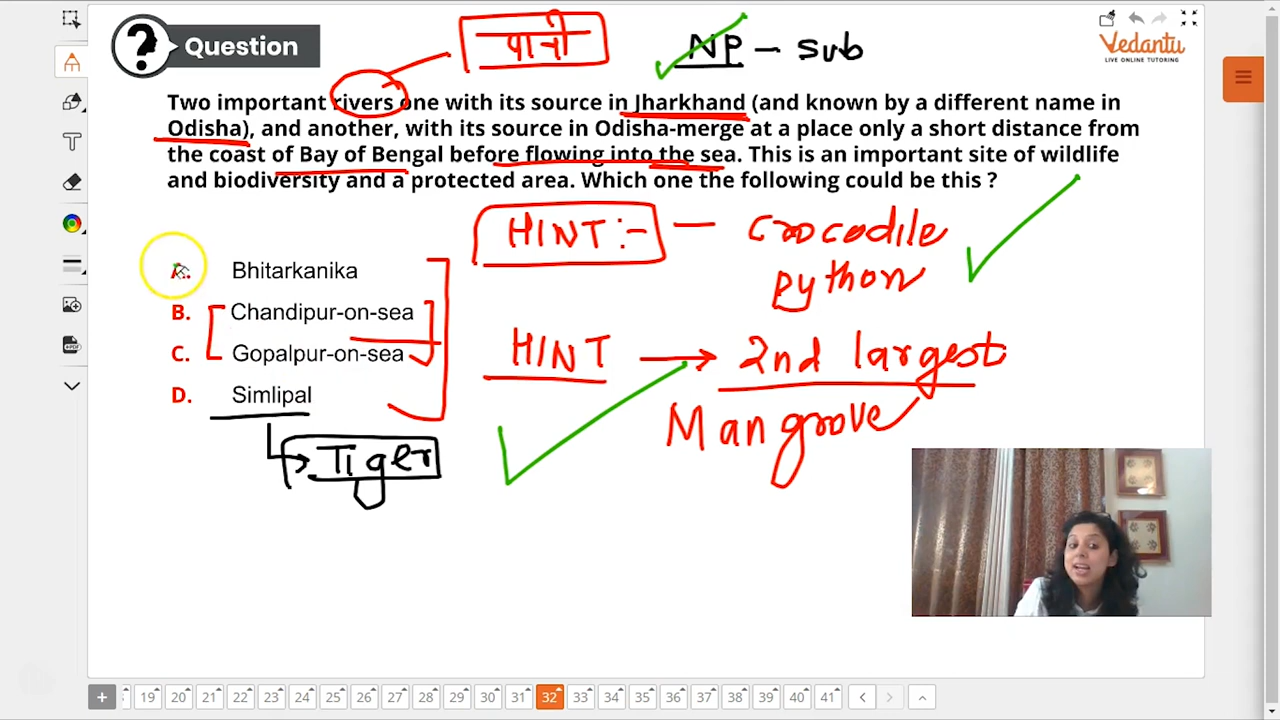 Question
पानी
NP - sub
Vedantu
LIVE ONLINE TUTORING
Two important rivers one with its source in Jharkhand (and known by a different name in
Odisha), and another, with its source in Odisha-merge at a place only a short distance from
the coast of Bay of Bengal before flowing into the sea. This is an important site of wildlife
and biodiversity and a protected area. Which one the following could be this ?
HINT:- - crocodile
python
A. Bhitarkanika
B. Chandipur-on-sea
C. Gopalpur-on-sea
D. Simlipal
HINT → 2nd largest
Mangrove
Tiger
19 20 21 22 23 24 25 26 27 28 29 30 31 32 33 34 35 36 37 38 39 40 41